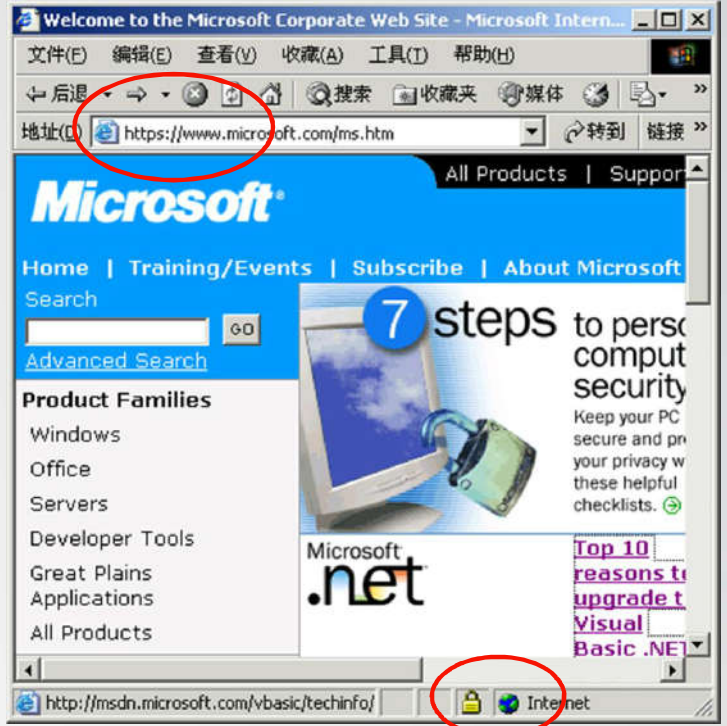 Welcome to the Microsoft Corporate Web Site - Microsoft Intern...
文件(F) 编辑(E) 查看(V) 收藏(A) 工具(T) 帮助(H)
后退 搜索 收藏夹 媒体 »
地址(D) https://www.microsoft.com/ms.htm 转到 链接 »
All Products | Suppor
Microsoft
Home | Training/Events | Subscribe | About Microsoft
Search
GO
Advanced Search
Product Families
Windows
Office
Servers
Developer Tools
Great Plains
Applications
All Products
7 steps to perso
comput
security
Keep your PC
secure and pr
your privacy w
these helpful
checklists.
Microsoft
.net
Top 10
reasons to
upgrade t
Visual
Basic .NET
http://msdn.microsoft.com/vbasic/techinfo/ Internet